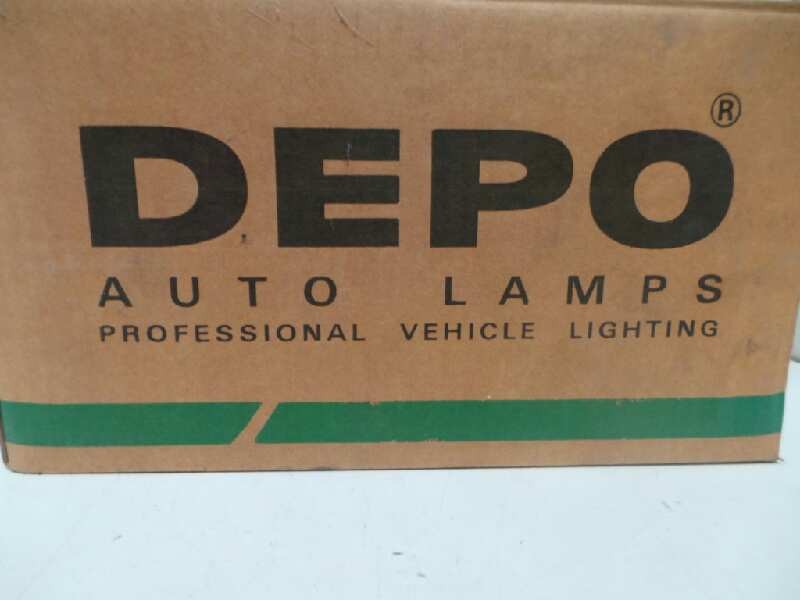 DEPO®
AUTO LAMPS
PROFESSIONAL VEHICLE LIGHTING